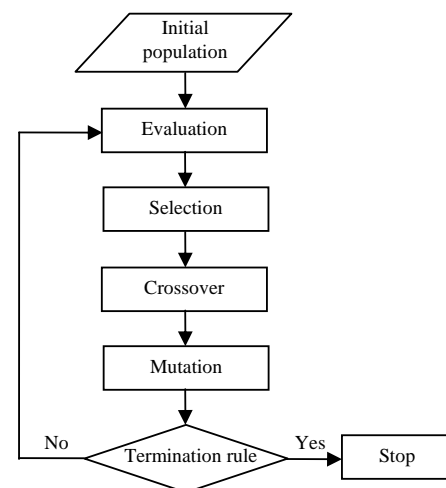 Initial
population
Evaluation
Selection
Crossover
Mutation
No
Termination rule
Yes
Stop